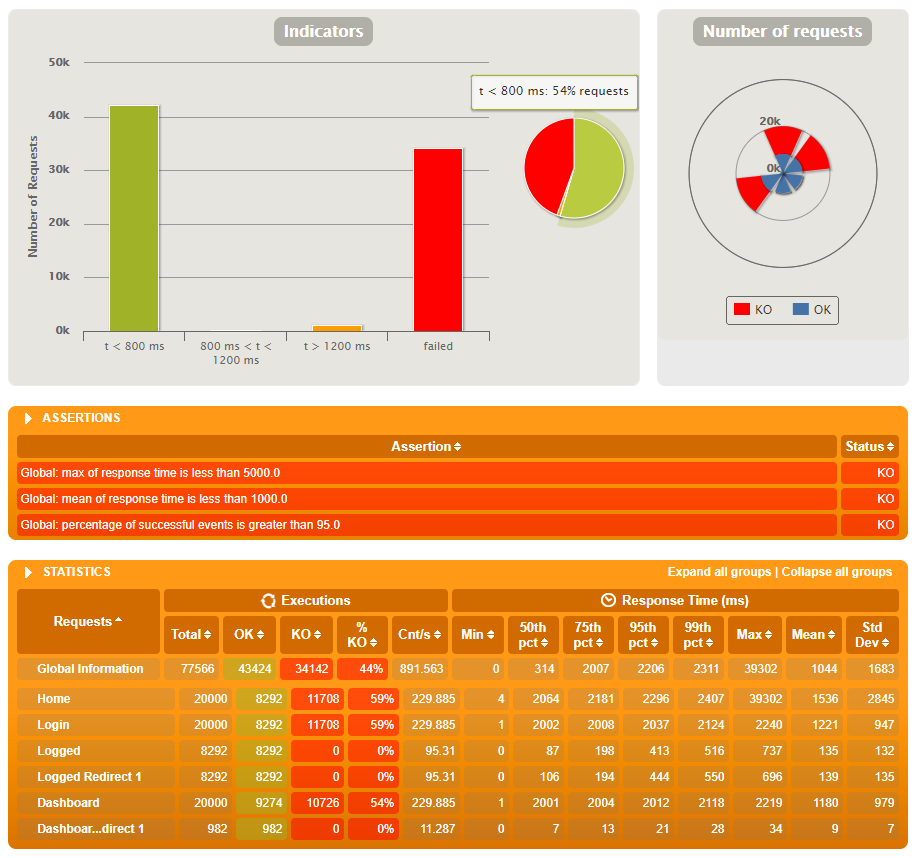 Indicators
Number of requests
50k
40k
30k
20k
10k
0k
Number of Requests
t < 800 ms
800 ms < t <
1200 ms
t > 1200 ms
failed
t < 800 ms: 54% requests
20k
0k
KO OK
ASSERTIONS
Assertion Status
Global: max of response time is less than 5000.0 KO
Global: mean of response time is less than 1000.0 KO
Global: percentage of successful events is greater than 95.0 KO
STATISTICS Expand all groups | Collapse all groups
Requests Executions Response Time (ms)
Total OK KO % KO Cnt/s Min 50th pct 75th pct 95th pct 99th pct Max Mean Std Dev
Global Information 77566 43424 34142 44% 891.563 0 314 2007 2206 2311 39302 1044 1683
Home 20000 8292 11708 59% 229.885 4 2064 2181 2296 2407 39302 1536 2845
Login 20000 8292 11708 59% 229.885 1 2002 2008 2037 2124 2240 1221 947
Logged 8292 8292 0 0% 95.31 0 87 198 413 516 737 135 132
Logged Redirect 1 8292 8292 0 0% 95.31 0 106 194 444 550 696 139 135
Dashboard 20000 9274 10726 54% 229.885 1 2001 2004 2012 2118 2219 1180 979
Dashboar...direct 1 982 982 0 0% 11.287 0 7 13 21 28 34 9 7